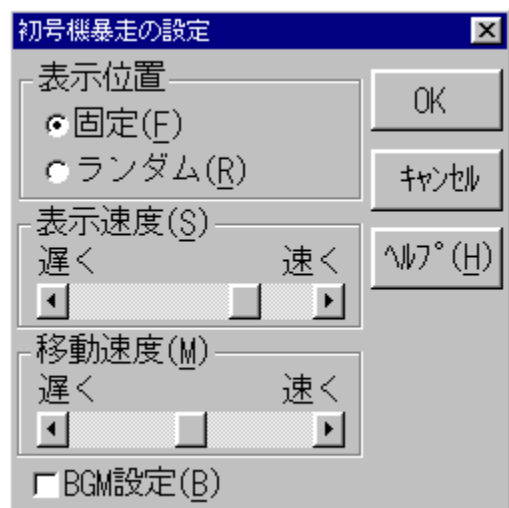 初号機暴走の設定
表示位置
固定(F)
ランダム(R)
表示速度(S)
遅く 速く
移動速度(M)
遅く 速く
BGM設定(B)
OK
ｷｬﾝｾﾙ
ﾍﾙﾌﾟ(H)